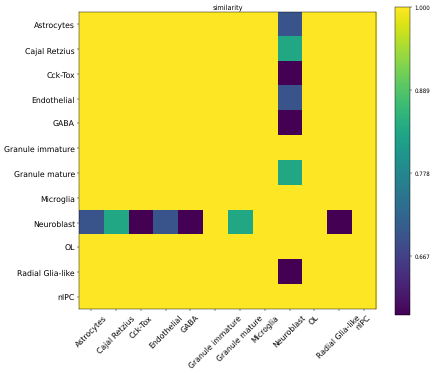 similarity
Astrocytes
Cajal Retzius
Cck-Tox
Endothelial
GABA
Granule immature
Granule mature
Microglia
Neuroblast
OL
Radial Glia-like
nIPC
Astrocytes
Cajal Retzius
Cck-Tox
Endothelial
GABA
Granule immature
Granule mature
Microglia
Neuroblast
OL
Radial Glia-like
nIPC
1.000
0.889
0.778
0.667